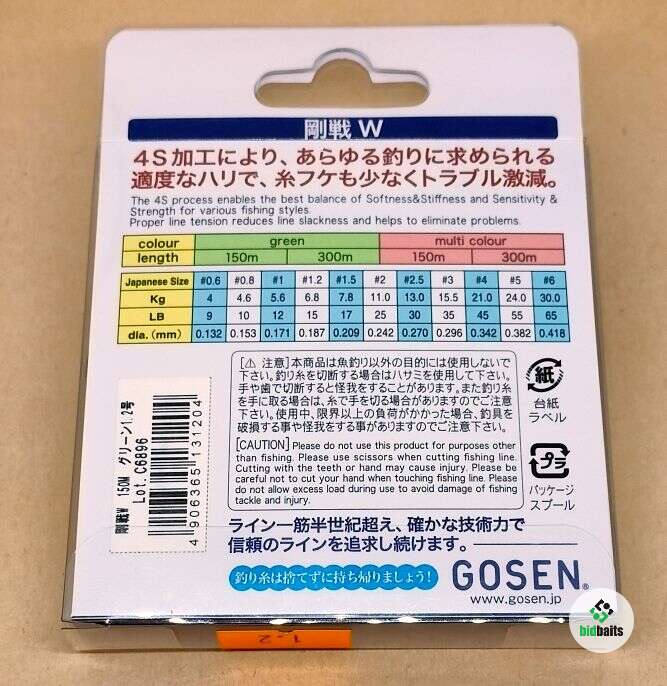 剛戦 W
4S加工により、あらゆる釣りに求められる
適度なハリで、糸フケも少なくトラブル激減。
The 4S process enables the best balance of Softness&Stiffness and Sensitivity &
Strength for various fishing styles.
Proper line tension reduces line slackness and helps to eliminate problems.
colour green multi colour
length 150m 300m 150m 300m
Japanese Size #0.6 #0.8 #1 #1.2 #1.5 #2 #2.5 #3 #4 #5 #6
Kg 4 4.6 5.6 6.8 7.8 11.0 13.0 15.5 21.0 24.0 30.0
LB 9 10 12 15 17 25 30 35 45 55 65
dia.(mm) 0.132 0.153 0.171 0.187 0.209 0.242 0.270 0.296 0.342 0.382 0.418
[⚠ 注意]本商品は魚釣り以外の目的には使用しないで
下さい。釣り糸を切断する場合はハサミを使用して下さい。
手や歯で切断すると怪我をすることがあります。また釣り糸
を手に取る場合は、糸で手を切る場合がありますのでご注意
下さい。使用中、限界以上の負荷がかかった場合、釣具を
破損する事や怪我をする事がありますのでご注意下さい。
[CAUTION] Please do not use this product for purposes other
than fishing. Please use scissors when cutting fishing line.
Cutting with the teeth or hand may cause injury. Please be
careful not to cut your hand when touching fishing line. Please
do not allow excess load during use to avoid damage of fishing
tackle and injury.
紙
台紙
ラベル
プラ
パッケージ
スプール
剛戦W 150M グリーン1.2号
Lot. C6896
4906365131204
ライン一筋半世紀超え、確かな技術力で
信頼のラインを追求し続けます。
釣り糸は捨てずに持ち帰りましょう!
GOSEN®
www.gosen.jp
1.2
bidbaits